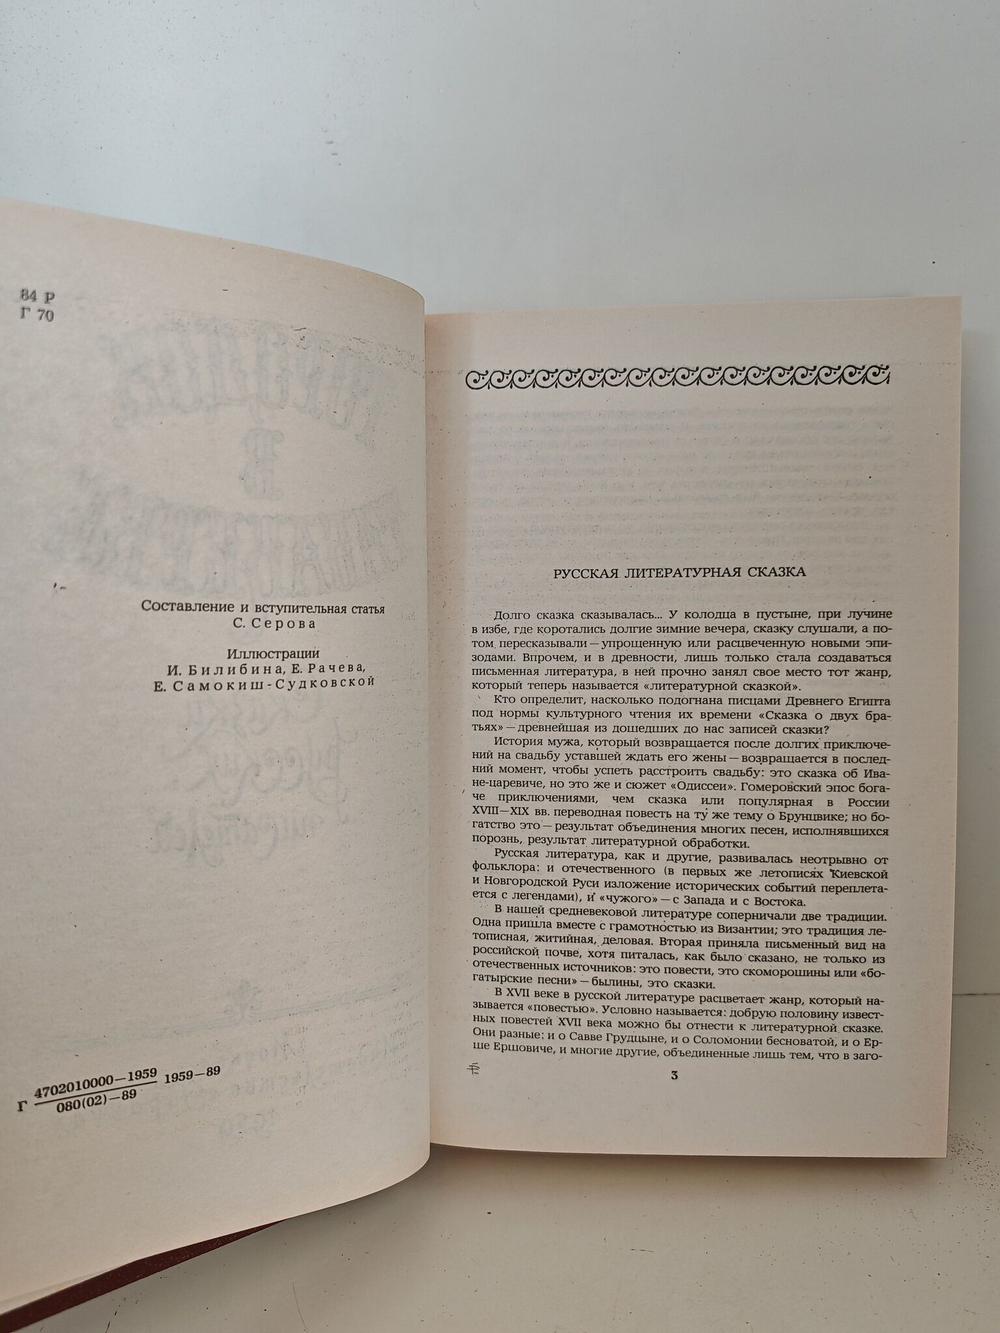 84 Р
Г 70
Составление и вступительная статья
С. Серова
Иллюстрации
И. Билибина, Е. Рачева,
Е. Самокиш-Судковской
Г 4702010000—1959
080(02)—89
1959—89
РУССКАЯ ЛИТЕРАТУРНАЯ СКАЗКА
Долго сказка сказывалась... У колодца в пустыне, при лучине
в избе, где коротались долгие зимние вечера, сказку слушали, а по-
том пересказывали — упрощенную или расцвеченную новыми эпи-
зодами. Впрочем, и в древности, лишь только стала создаваться
письменная литература, в ней прочно занял свое место тот жанр,
который теперь называется «литературной сказкой».
Кто определит, насколько подогнана писцами Древнего Египта
под нормы культурного чтения их времени «Сказка о двух бра-
тьях» — древнейшая из дошедших до нас записей сказки?
История мужа, который возвращается после долгих приключе-
ний на свадьбу уставшей ждать его жены — возвращается в послед-
ний момент, чтобы успеть расстроить свадьбу: это сказка об Ива-
не-царевиче, но это же и сюжет «Одиссеи». Гомеровский эпос бога-
че приключениями, чем сказка или популярная в России
XVIII—XIX вв. переводная повесть на ту же тему о Брунцвике; но бо-
гатство это — результат объединения многих песен, исполнявшихся
порознь, результат литературной обработки.
Русская литература, как и другие, развивалась неотрывно от
фольклора: и отечественного (в первых же летописях Киевской
и Новгородской Руси изложение исторических событий переплета-
ется с легендами), и «чужого» — с Запада и с Востока.
В нашей средневековой литературе соперничали две традиции.
Одна пришла вместе с грамотностью из Византии; это традиция ле-
тописная, житийная, деловая. Вторая приняла письменный вид на
российской почве, хотя питалась, как было сказано, не только из
отечественных источников: это повести, это скоморошины или «бо-
гатырские песни» — былины, это сказки.
В XVII веке в русской литературе расцветает жанр, который на-
зывается «повестью». Условно называется: добрую половину извест-
ных повестей XVII века можно бы отнести к литературной сказке.
Они разные: и о Савве Грудцыне, и о Соломонии бесноватой, и о Ер-
ше Ершовиче, и многие другие, объединенные лишь тем, что в заго-
3